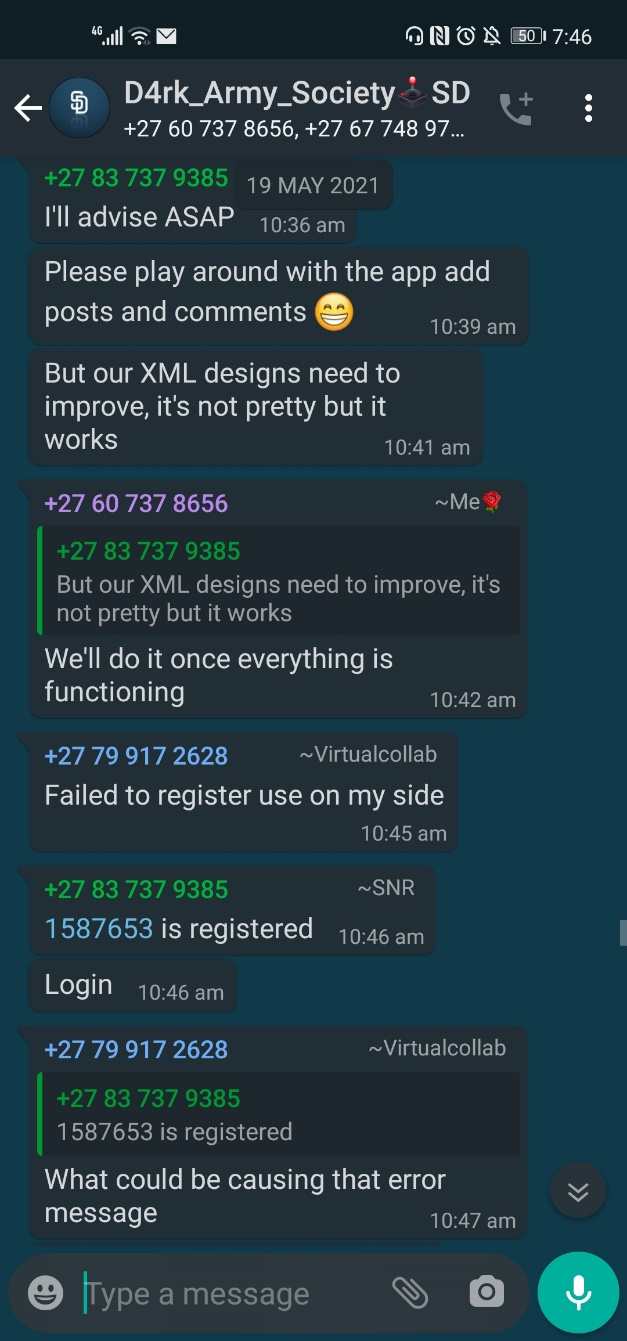 4G 50 7:46
D4rk_Army_Society🕹️SD
+27 60 737 8656, +27 67 748 97...
+27 83 737 9385
19 MAY 2021
I'll advise ASAP 10:36 am
Please play around with the app add
posts and comments 😁 10:39 am
But our XML designs need to
improve, it's not pretty but it
works 10:41 am
+27 60 737 8656 ~Me🌹
+27 83 737 9385
But our XML designs need to improve, it's
not pretty but it works
We'll do it once everything is
functioning 10:42 am
+27 79 917 2628 ~Virtualcollab
Failed to register use on my side
10:45 am
+27 83 737 9385 ~SNR
1587653 is registered 10:46 am
Login 10:46 am
+27 79 917 2628 ~Virtualcollab
+27 83 737 9385
1587653 is registered
What could be causing that error
message 10:47 am
Type a message